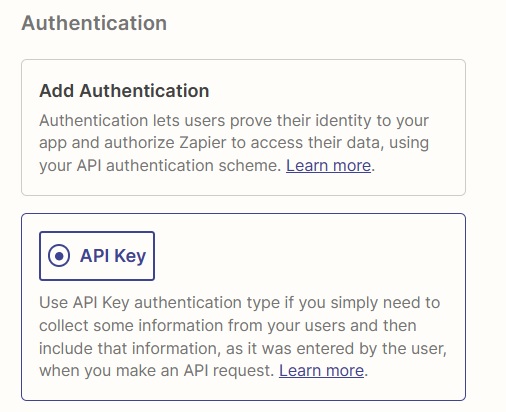 Authentication
Add Authentication
Authentication lets users prove their identity to your
app and authorize Zapier to access their data, using
your API authentication scheme. Learn more.
API Key
Use API Key authentication type if you simply need to
collect some information from your users and then
include that information, as it was entered by the user,
when you make an API request. Learn more.